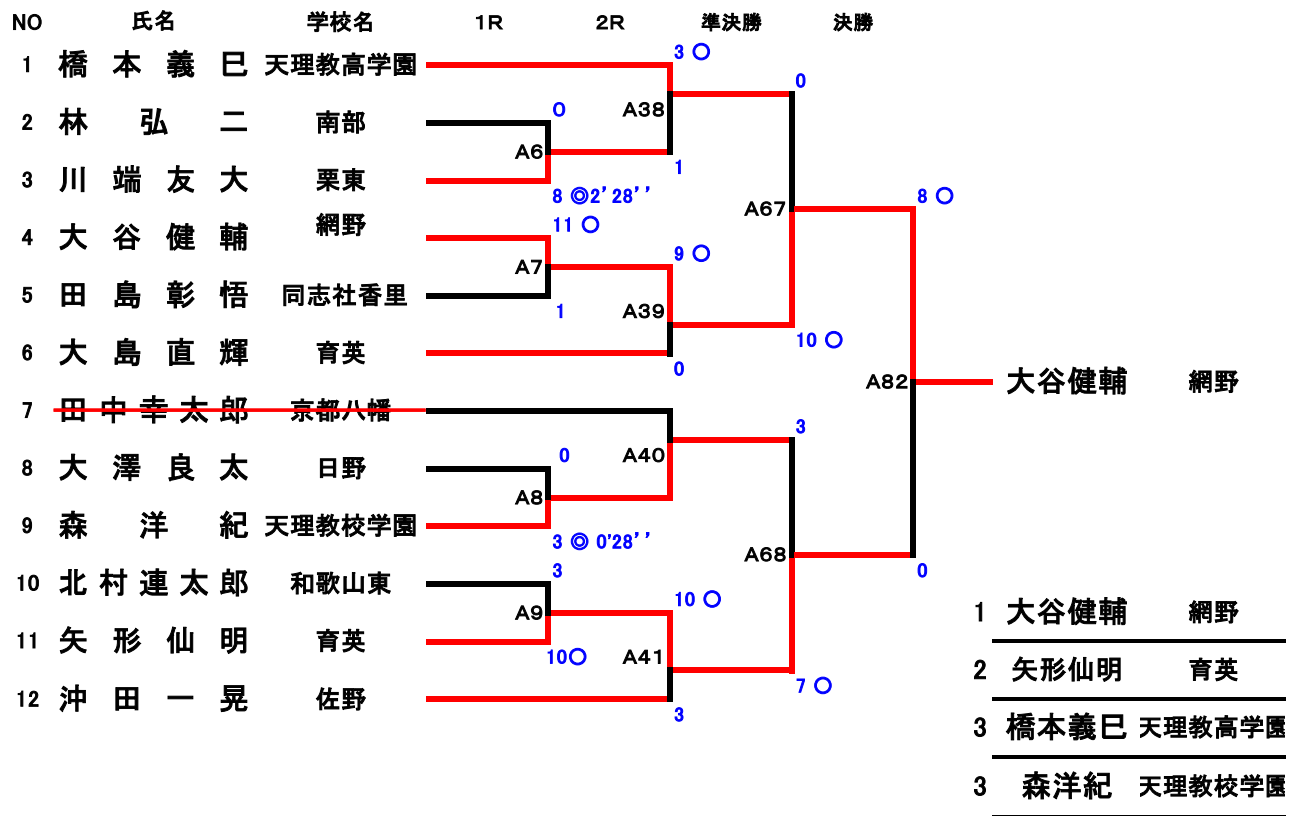 NO 氏名 学校名 1R 2R 準決勝 決勝
3 ○
1 橋本義巳 天理教高学園
0
0 A38
2 林弘二 南部
A6
1
3 川端友大 栗東
8 ◎2’28’’ A67 8 ○
網野 11 ○
4 大谷健輔
9 ○
A7
5 田島彰悟 同志社香里
1 A39
10 ○
6 大島直輝 育英
0
A82 大谷健輔 網野
7 田中幸太郎 京都八幡
3
0 A40
8 大澤良太 日野
A8
9 森洋紀 天理教校学園
3 ◎ 0'28’’ A68
3 0
10 北村連太郎 和歌山東
10 ○
A9 1 大谷健輔 網野
11 矢形仙明 育英
10○ A41
2 矢形仙明 育英
7 ○
12 沖田一晃 佐野
3
3 橋本義巳 天理教高学園
3 森洋紀 天理教校学園